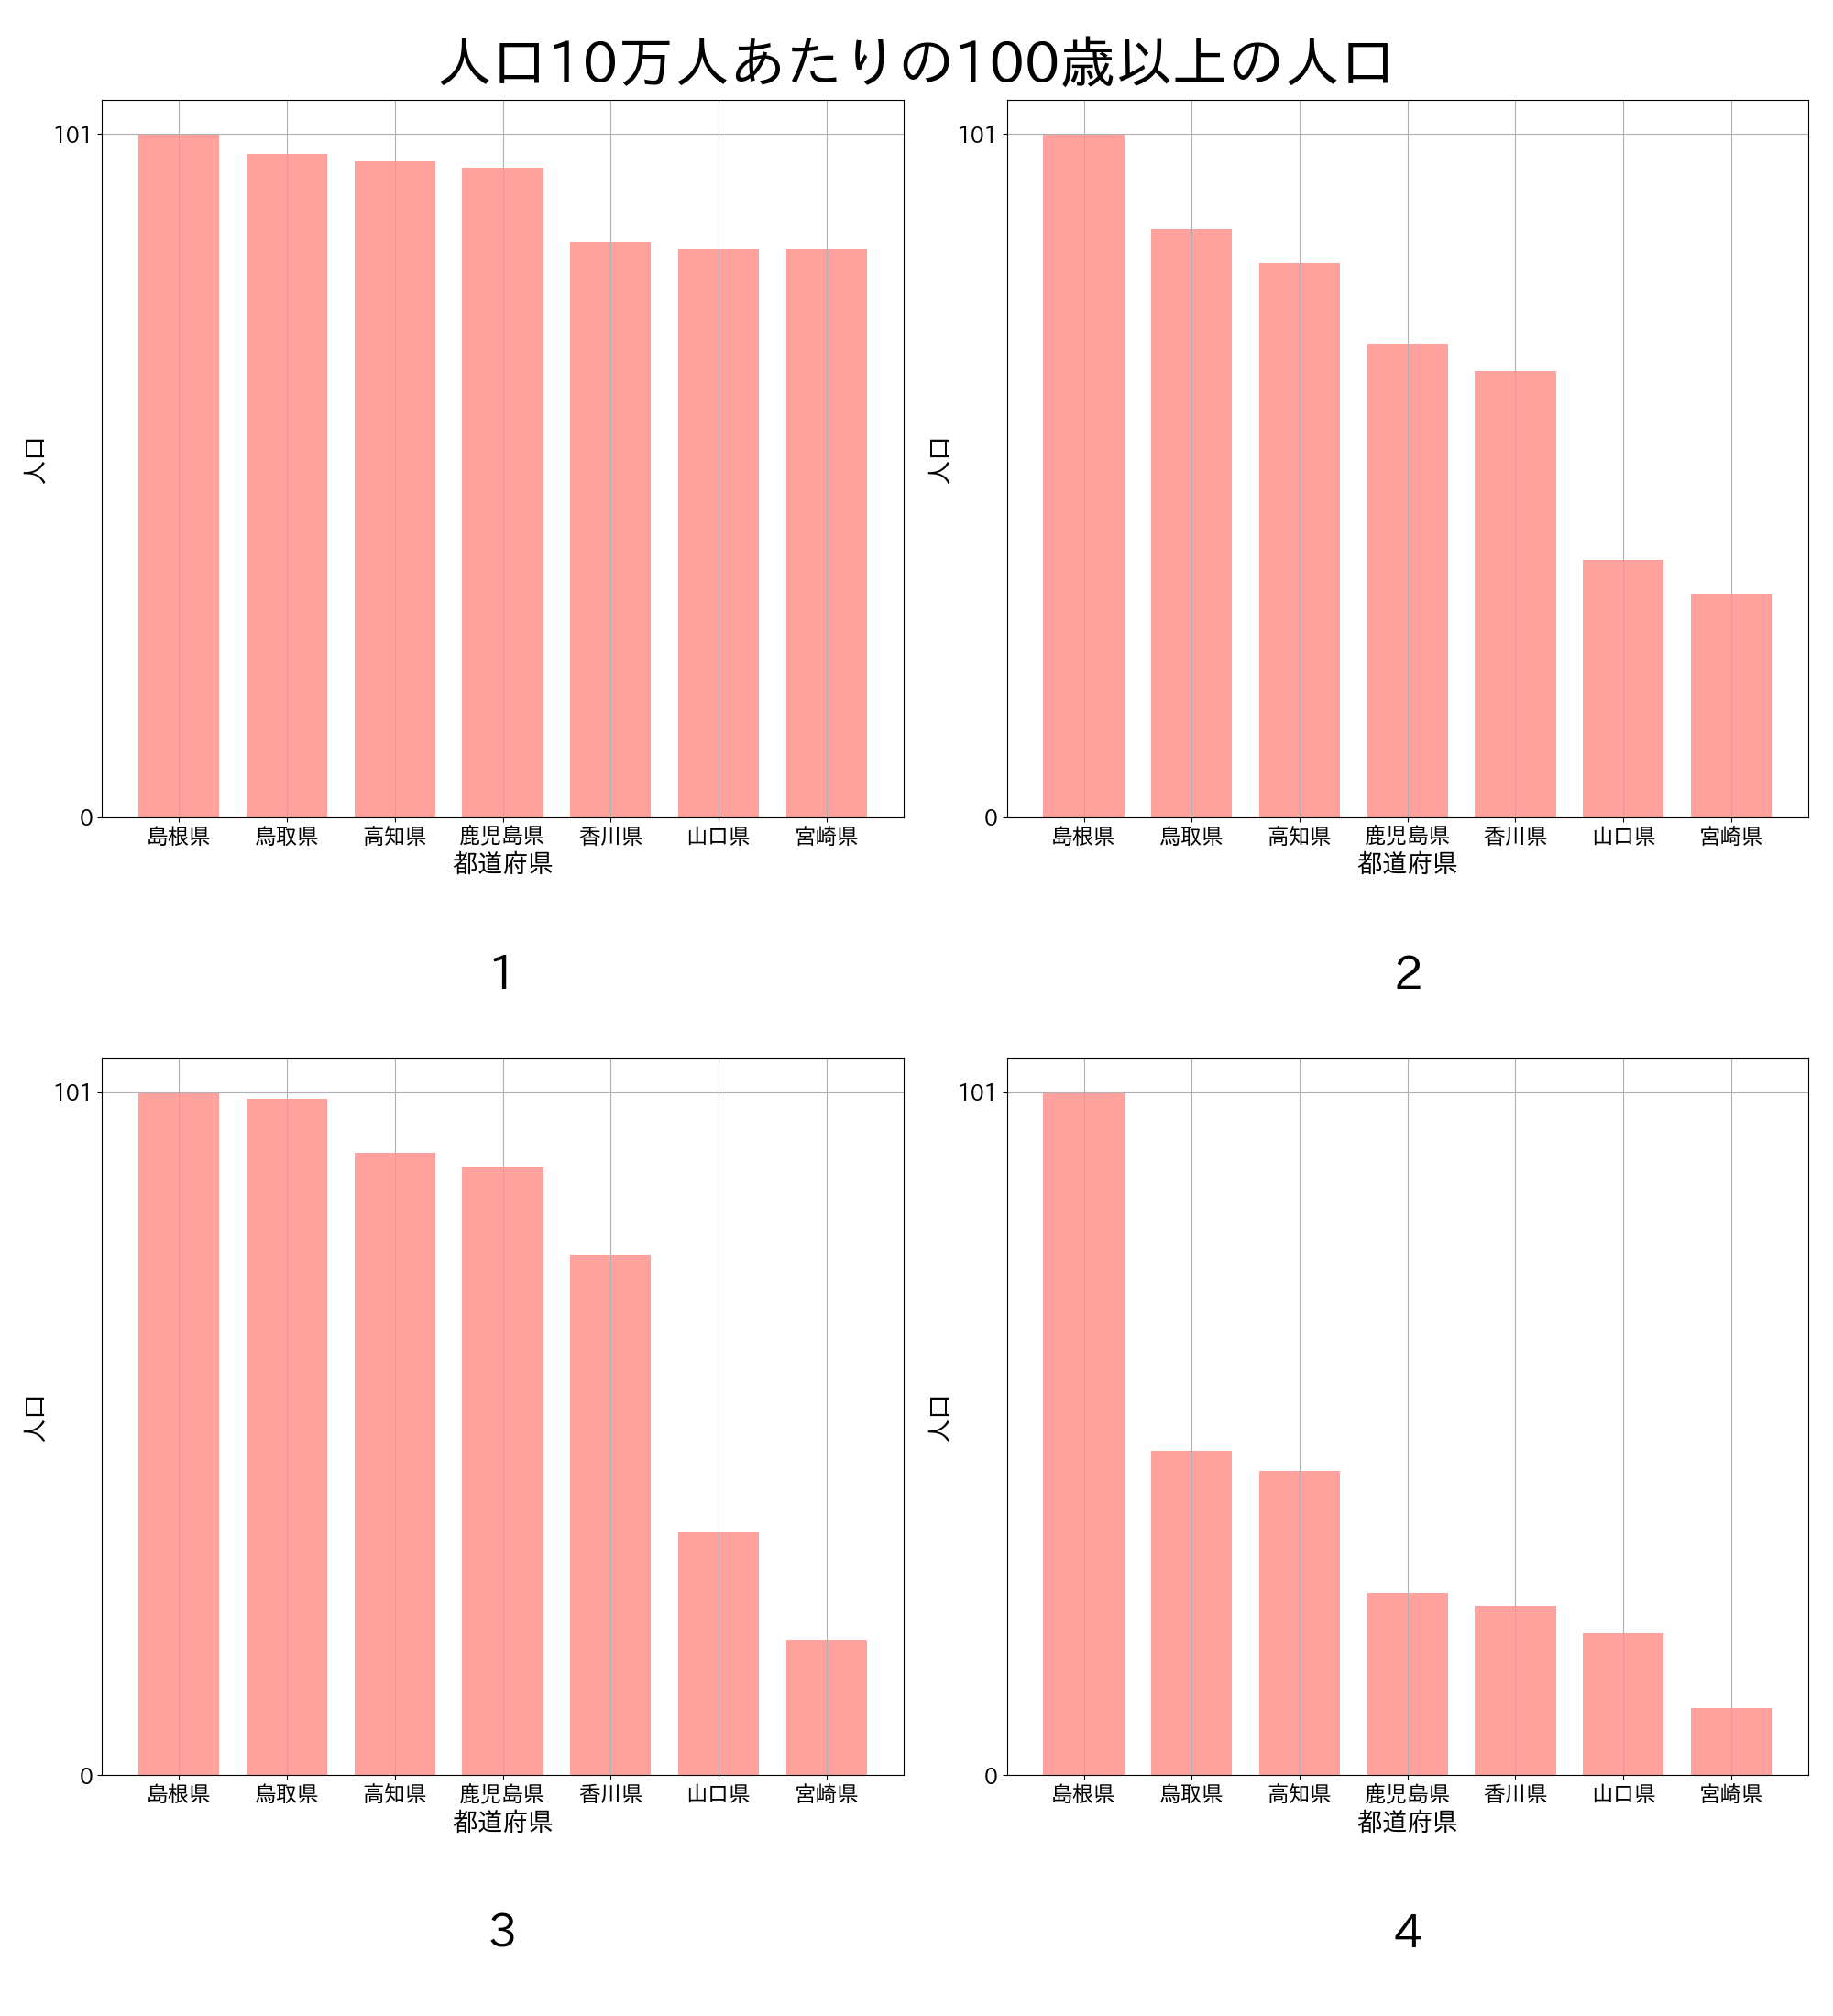 人口10万人あたりの100歳以上の人口
101
0
人口
島根県 鳥取県 高知県 鹿児島県 香川県 山口県 宮崎県
都道府県
1
101
0
人口
島根県 鳥取県 高知県 鹿児島県 香川県 山口県 宮崎県
都道府県
2
101
0
人口
島根県 鳥取県 高知県 鹿児島県 香川県 山口県 宮崎県
都道府県
3
101
0
人口
島根県 鳥取県 高知県 鹿児島県 香川県 山口県 宮崎県
都道府県
4